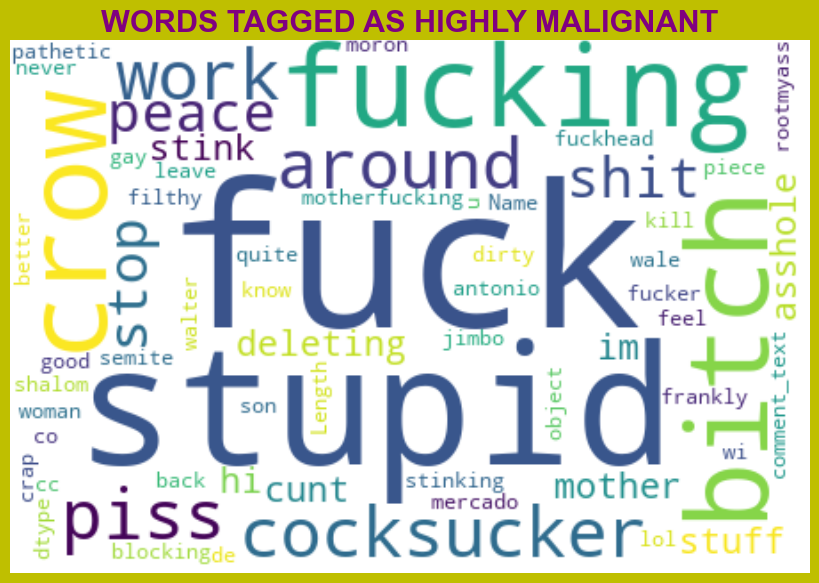 WORDS TAGGED AS HIGHLY MALIGNANT
pathetic
never
work
moron
fucking
rootmyass
crow
peace
stink
gay
leave
around
fuckhead
shit
piece
filthy
motherfucking
u
Name
kill
bitch
asshole
better
stop
fuck
quite
dirty
wale
know
antonio
fucker
walter
feel
deleting
jimbo
im
good
semite
shalom
stupid
Length
object
frankly
comment_text
woman
son
co
wi
crap
cc
back
hi
cunt
stinking
mother
mercado
dtype
piss
cocksucker
lol
stuff
blocking
de